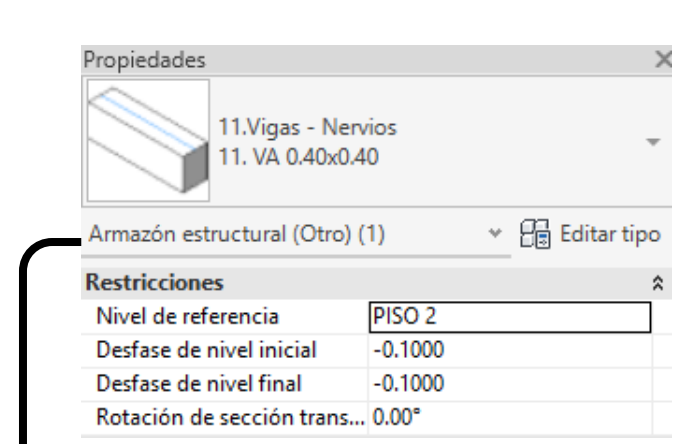 Propiedades
11.Vigas - Nervios
11. VA 0.40x0.40
Armazón estructural (Otro) (1)
Editar tipo
Restricciones
Nivel de referencia PISO 2
Desfase de nivel inicial -0.1000
Desfase de nivel final -0.1000
Rotación de sección trans... 0.00°